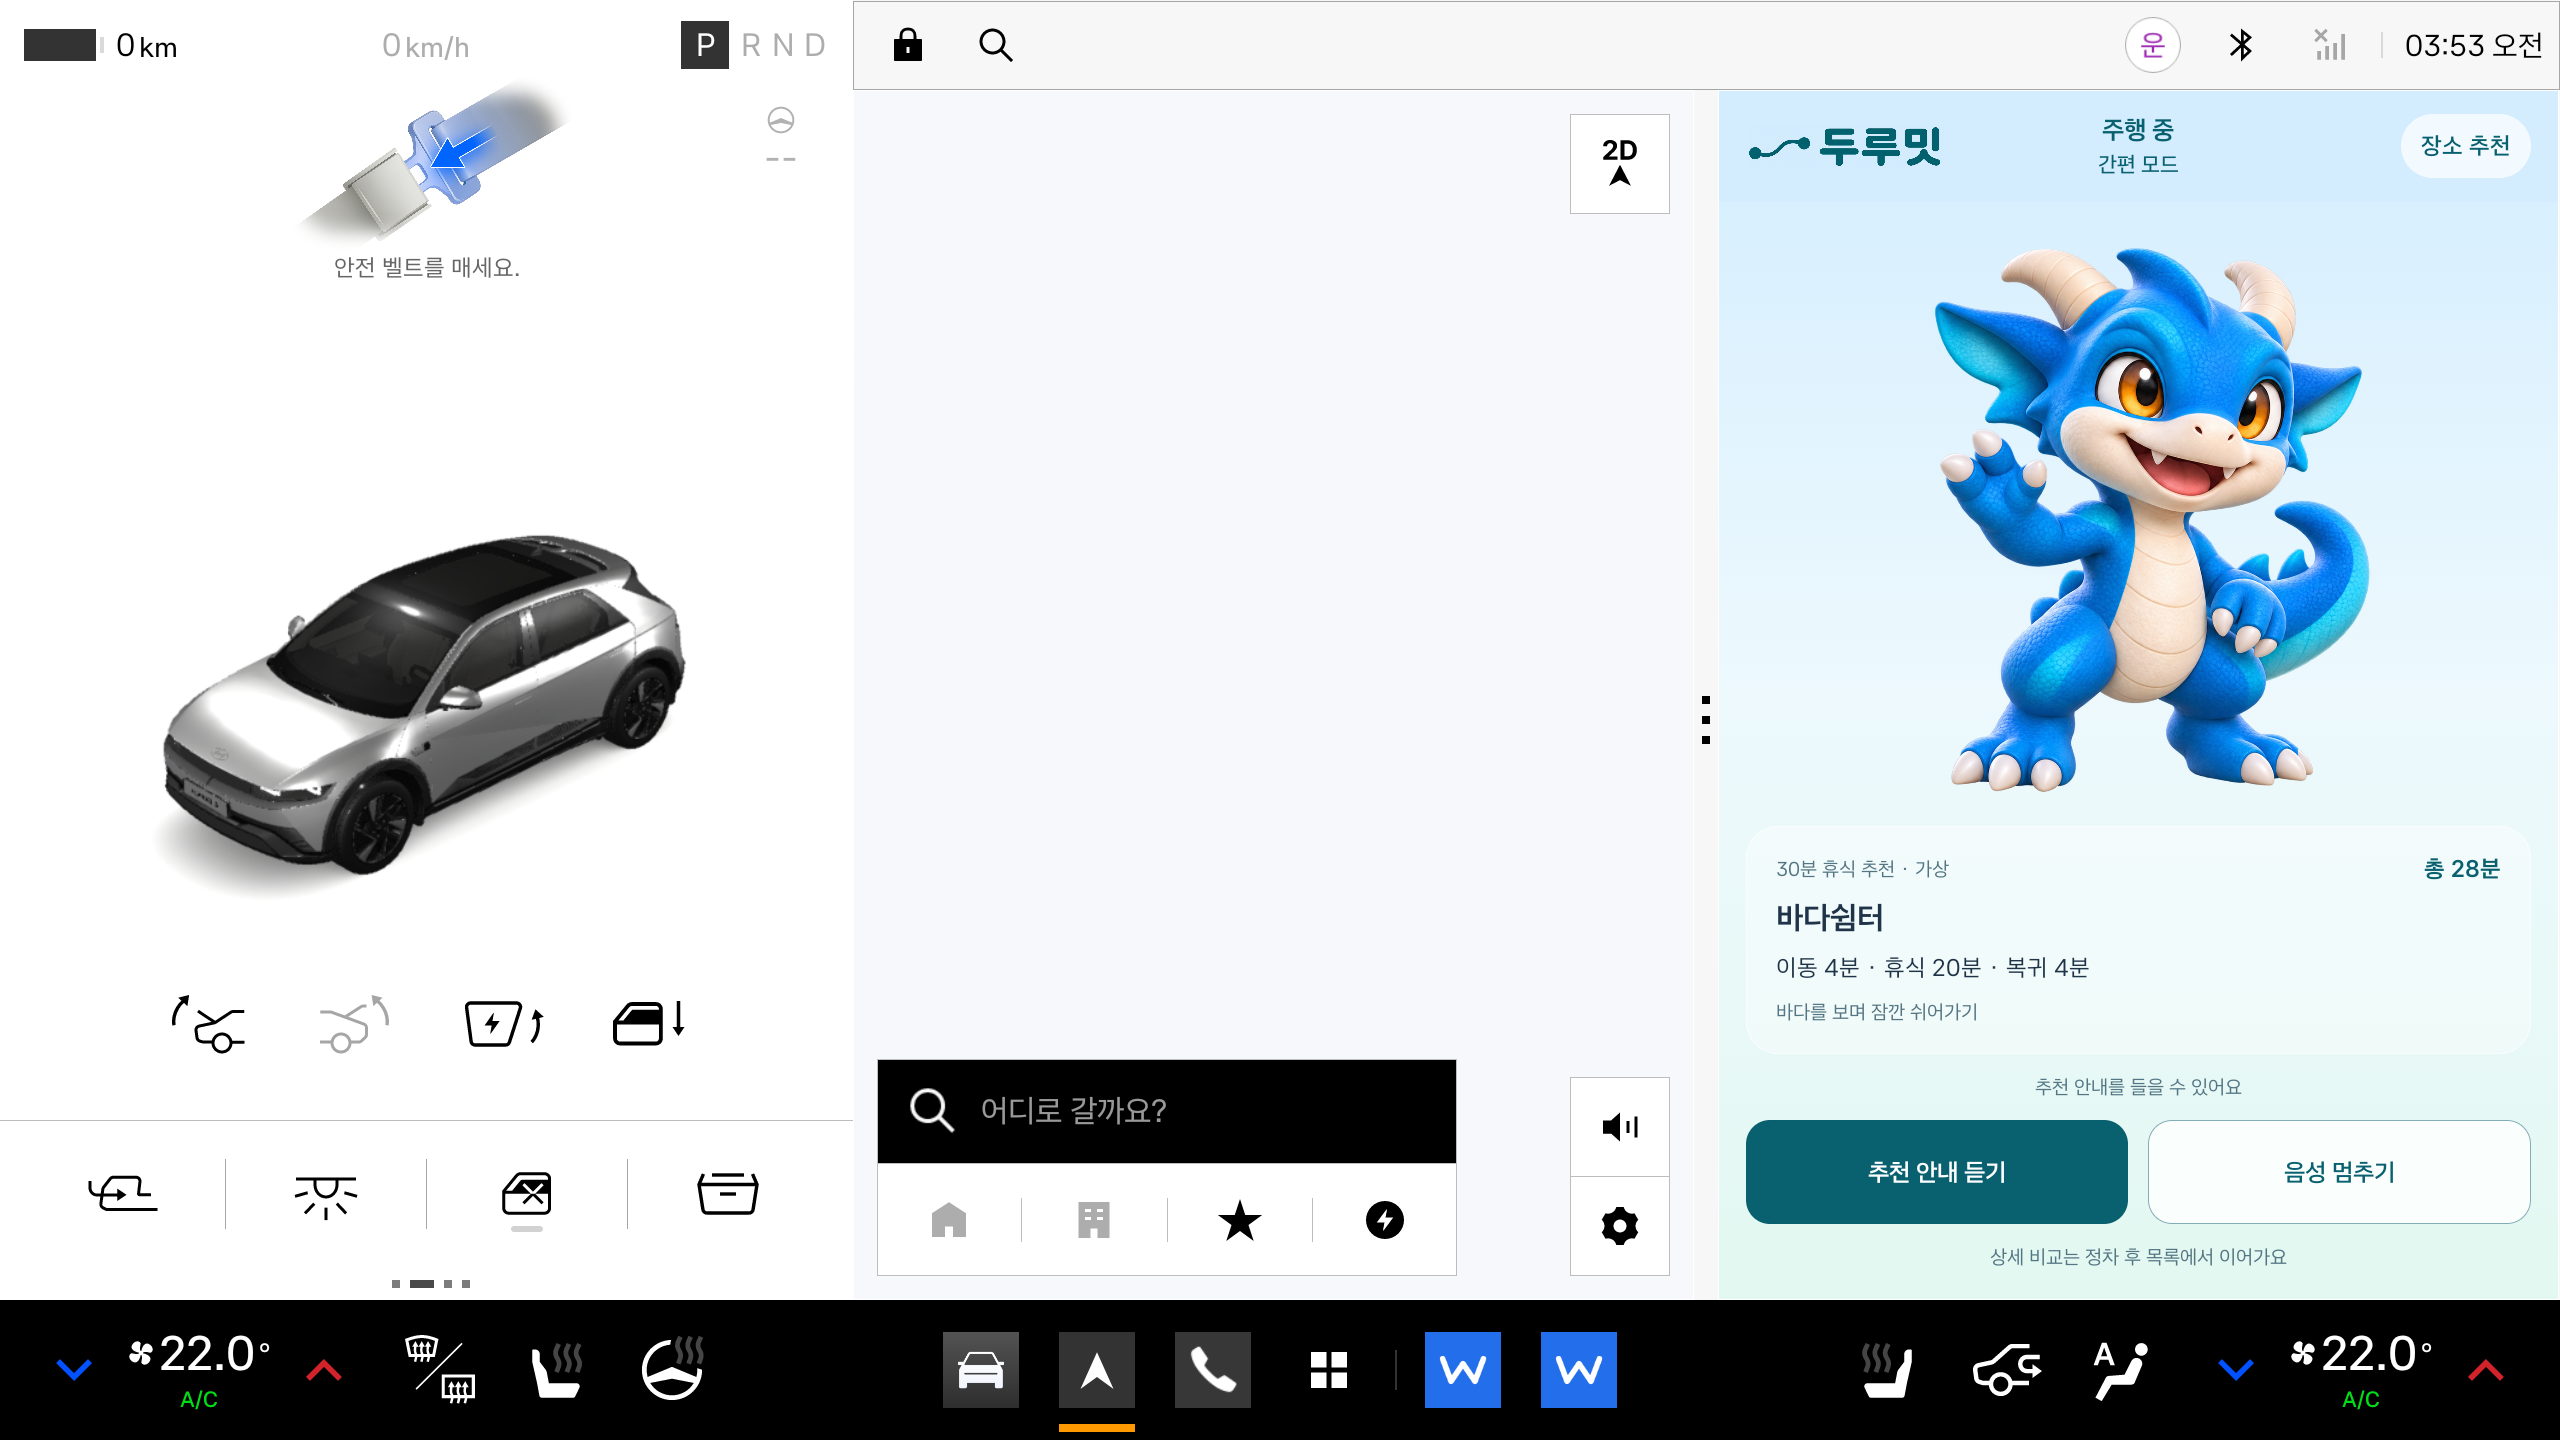 0 km
0 km/h
P R N D
안전 벨트를 매세요.
운
03:53 오전
2D
어디로 갈까요?
두루밋
주행 중
간편 모드
장소 추천
30분 휴식 추천 · 가상
총 28분
바다쉼터
이동 4분 · 휴식 20분 · 복귀 4분
바다를 보며 잠깐 쉬어가기
추천 안내를 들을 수 있어요
추천 안내 듣기
음성 멈추기
상세 비교는 정차 후 목록에서 이어가요
22.0°
A/C
A
22.0°
A/C